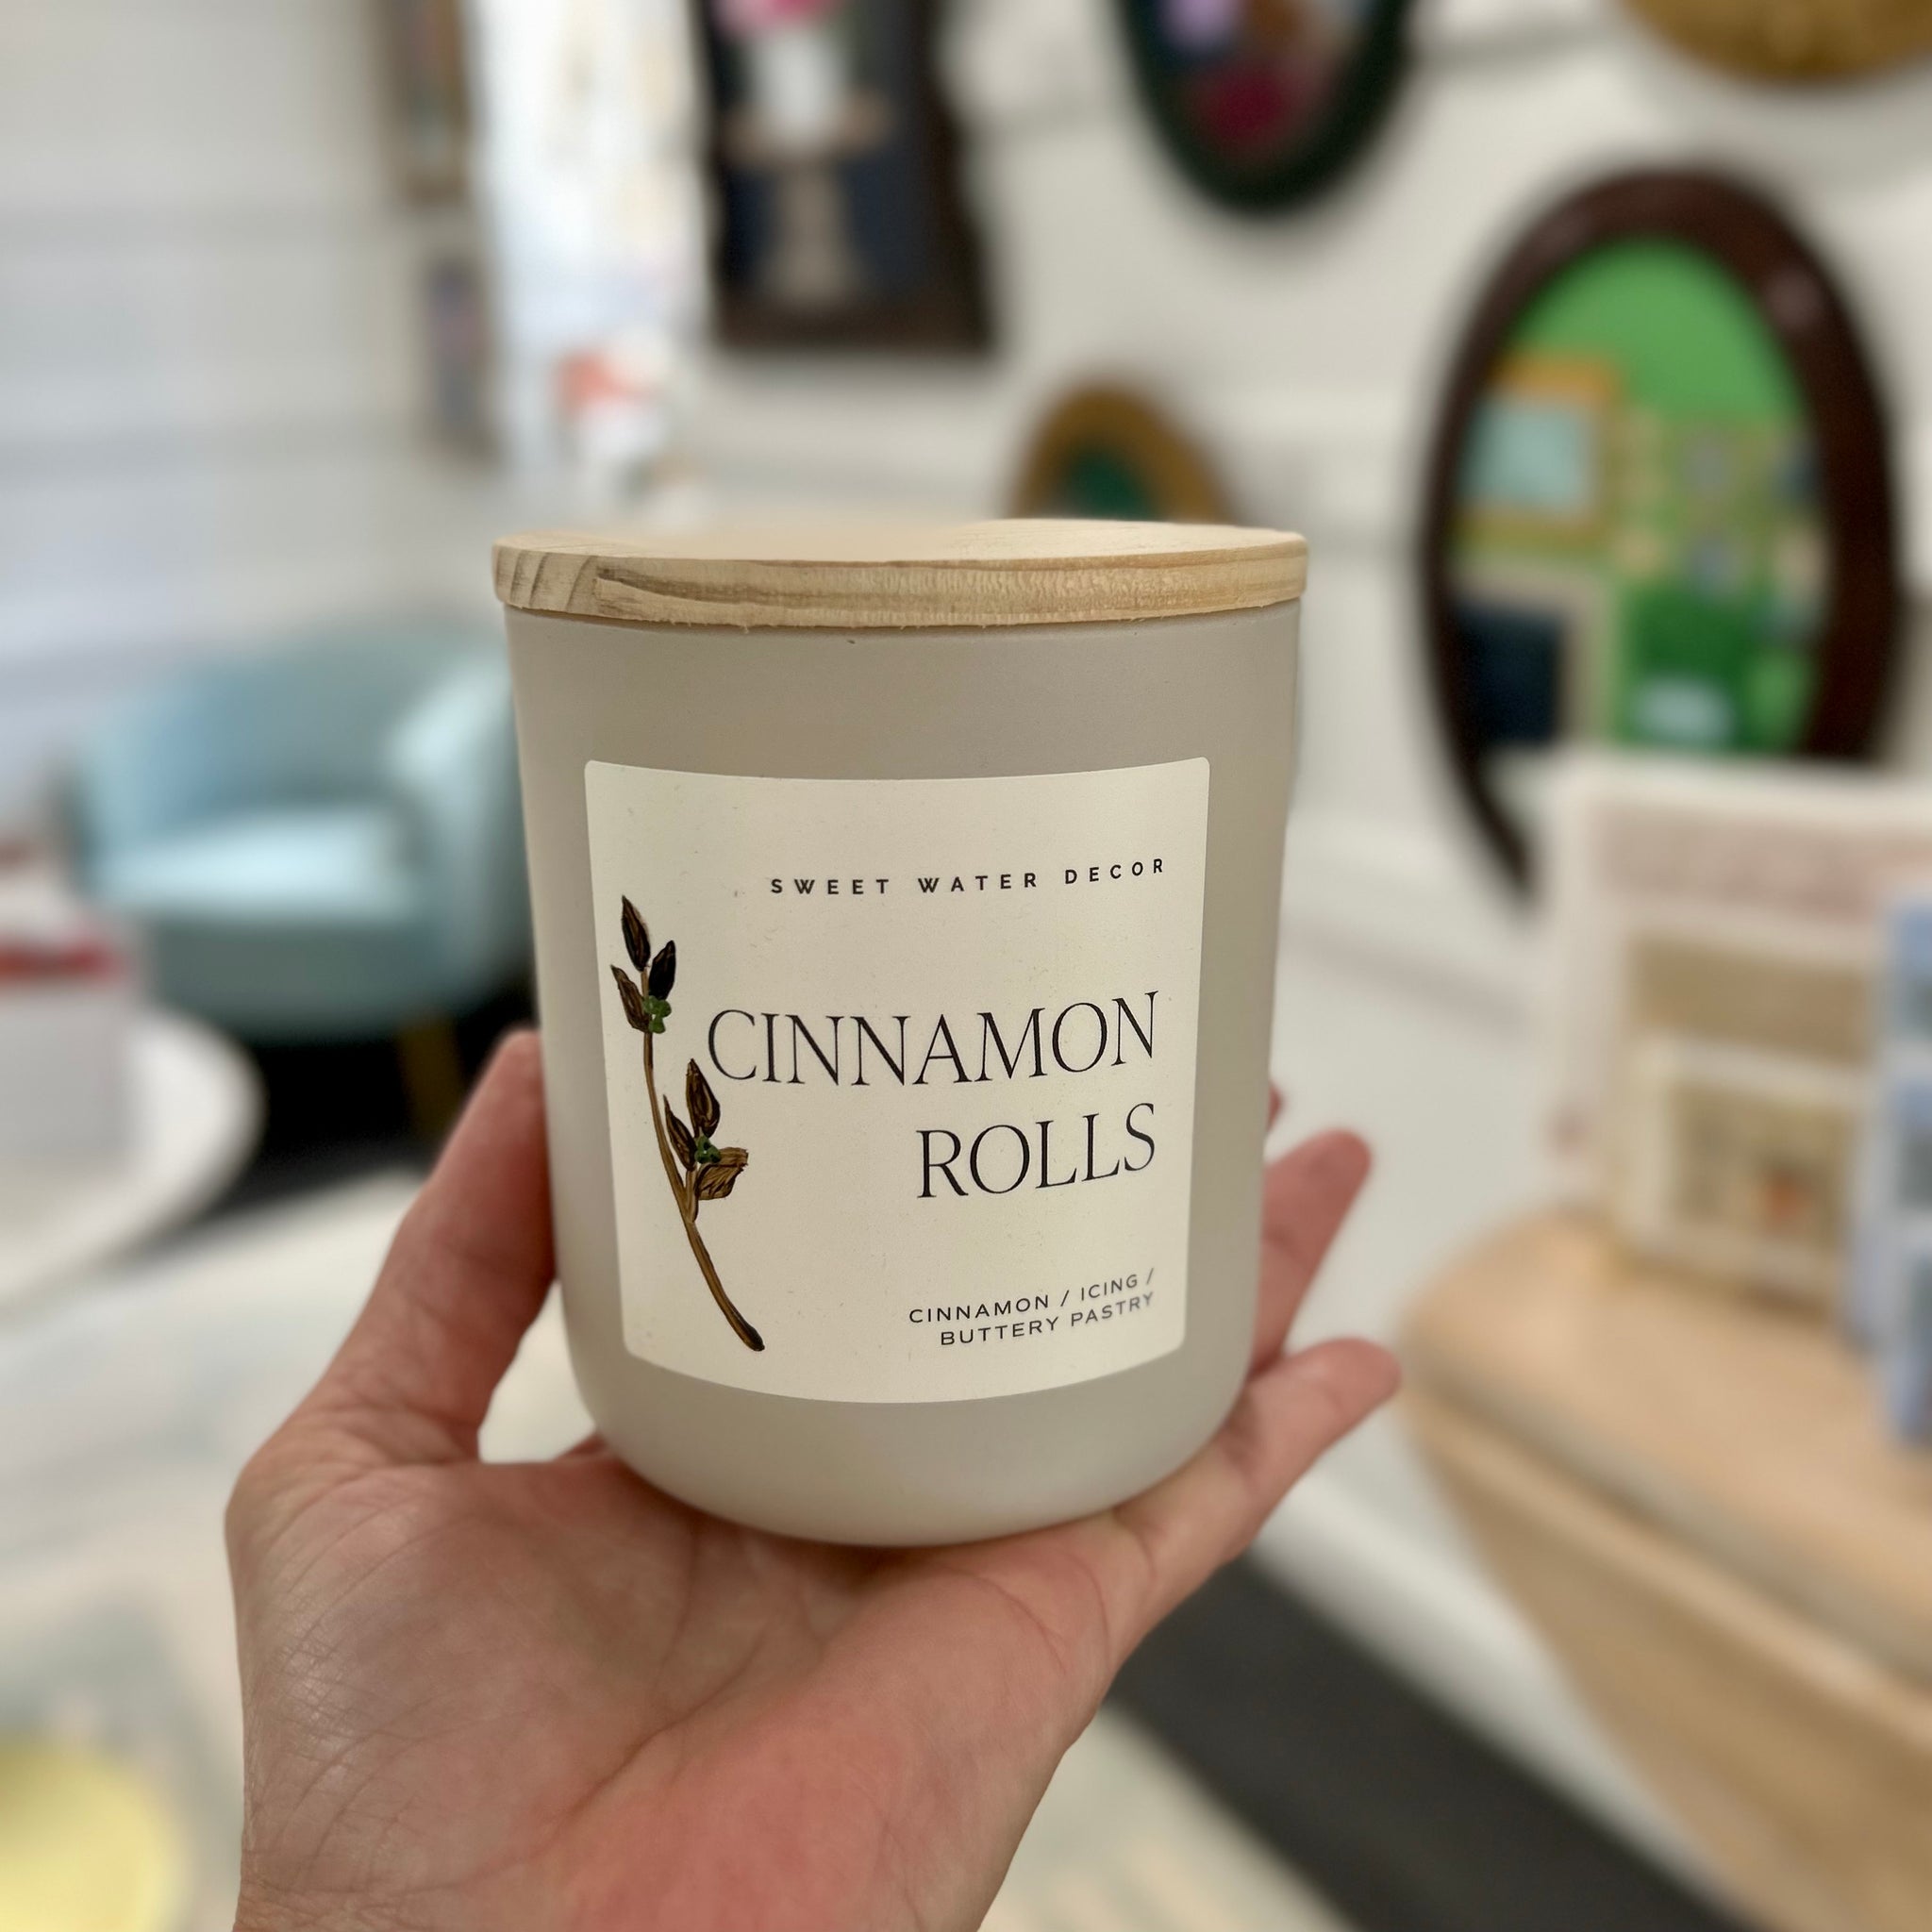 SWEET WATER DECOR
CINNAMON
ROLLS
CINNAMON / ICING /
BUTTERY PASTRY